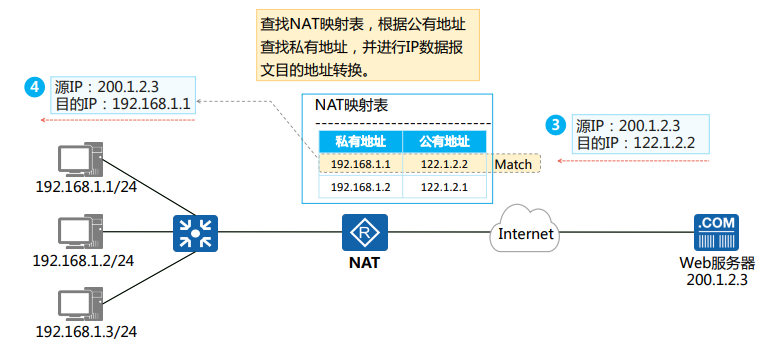 查找NAT映射表，根据公有地址
查找私有地址，并进行IP数据报
文目的地址转换。
4
源IP：200.1.2.3
目的IP：192.168.1.1
NAT映射表
私有地址 公有地址
192.168.1.1 122.1.2.2 Match
192.168.1.2 122.1.2.1
3
源IP：200.1.2.3
目的IP：122.1.2.2
192.168.1.1/24
192.168.1.2/24
192.168.1.3/24
R
NAT
Internet
.COM
Web服务器
200.1.2.3